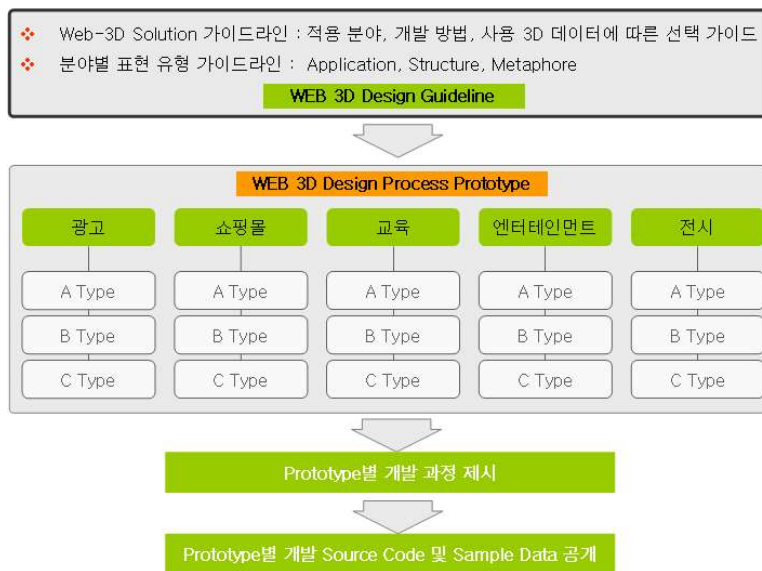 ❖ Web-3D Solution 가이드라인 : 적용 분야, 개발 방법, 사용 3D 데이터에 따른 선택 가이드
❖ 분야별 표현 유형 가이드라인 : Application, Structure, Metaphore
WEB 3D Design Guideline
WEB 3D Design Process Prototype
광고 쇼핑몰 교육 엔터테인먼트 전시
A Type A Type A Type A Type A Type
B Type B Type B Type B Type B Type
C Type C Type C Type C Type C Type
Prototype별 개발 과정 제시
Prototype별 개발 Source Code 및 Sample Data 공개